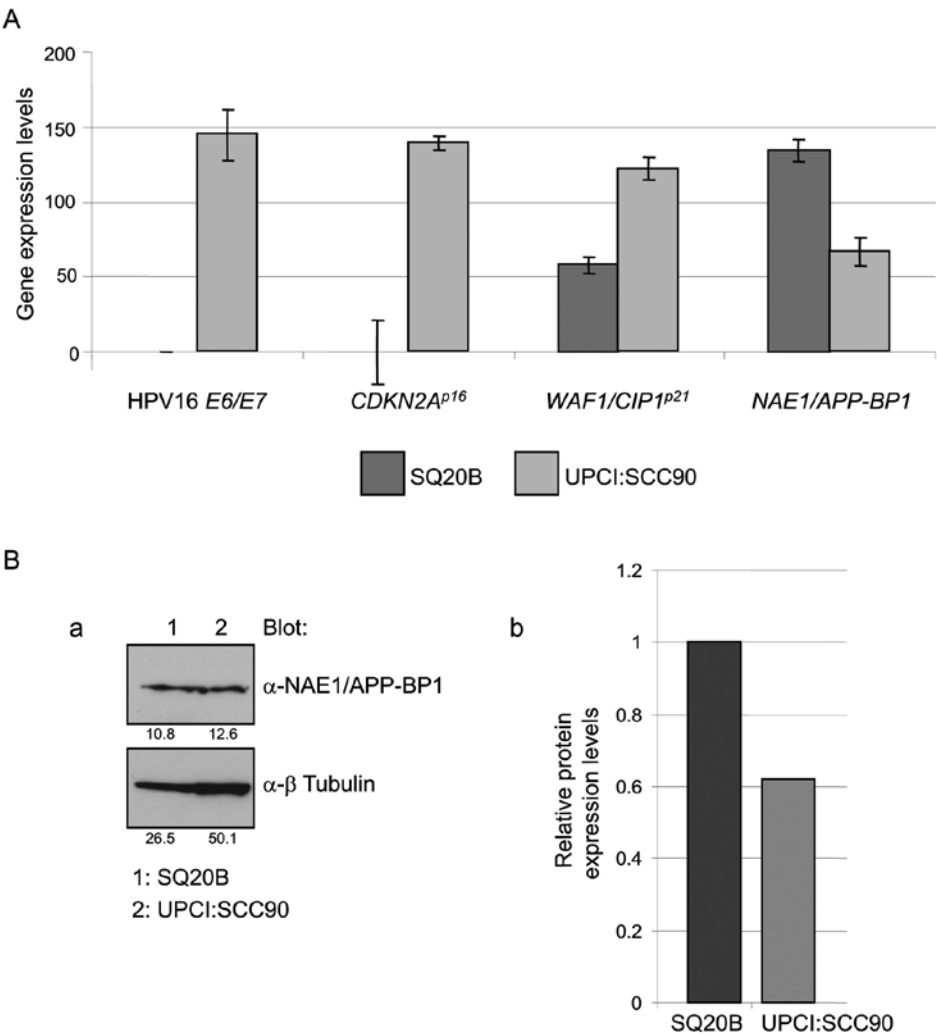 A
200
150
100
50
0
Gene expression levels
HPV16 E6/E7
CDKN2Ap16
WAF1/CIP1p21
NAE1/APP-BP1
SQ20B
UPCI:SCC90
B
a
1 2 Blot:
α-NAE1/APP-BP1
10.8 12.6
α-β Tubulin
26.5 50.1
1: SQ20B
2: UPCI:SCC90
b
1.2
1
0.8
0.6
0.4
0.2
0
Relative protein
expression levels
SQ20B
UPCI:SCC90